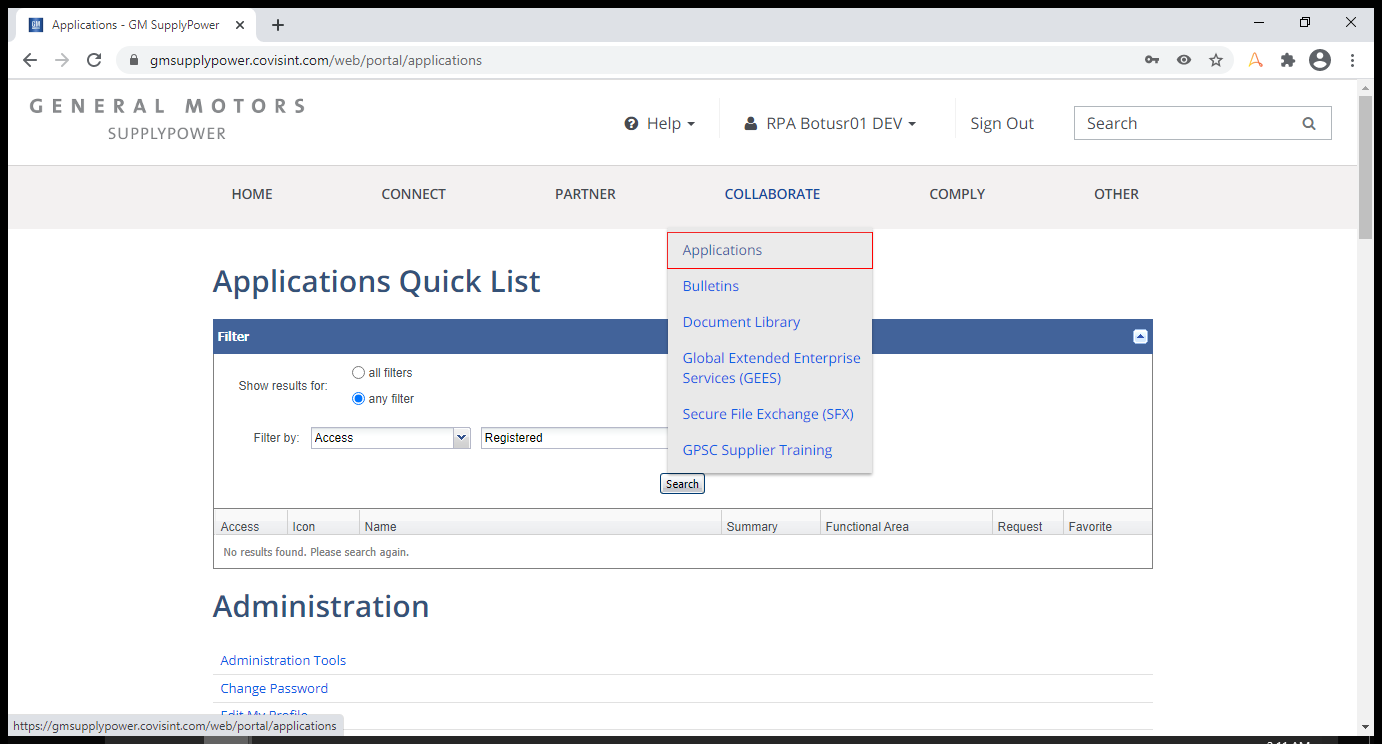 Applications - GM SupplyPower
gmsupplypower.covisint.com/web/portal/applications
GENERAL MOTORS
SUPPLYPOWER
Help
RPA Botusr01 DEV
Sign Out
Search
HOME CONNECT PARTNER COLLABORATE COMPLY OTHER
Applications
Bulletins
Document Library
Global Extended Enterprise
Services (GEES)
Secure File Exchange (SFX)
GPSC Supplier Training
Applications Quick List
Filter
Show results for:
all filters
any filter
Filter by: Access Registered
Search
Access Icon Name Summary Functional Area Request Favorite
No results found. Please search again.
Administration
Administration Tools
Change Password
Edit My Profile
https://gmsupplypower.covisint.com/web/portal/applications